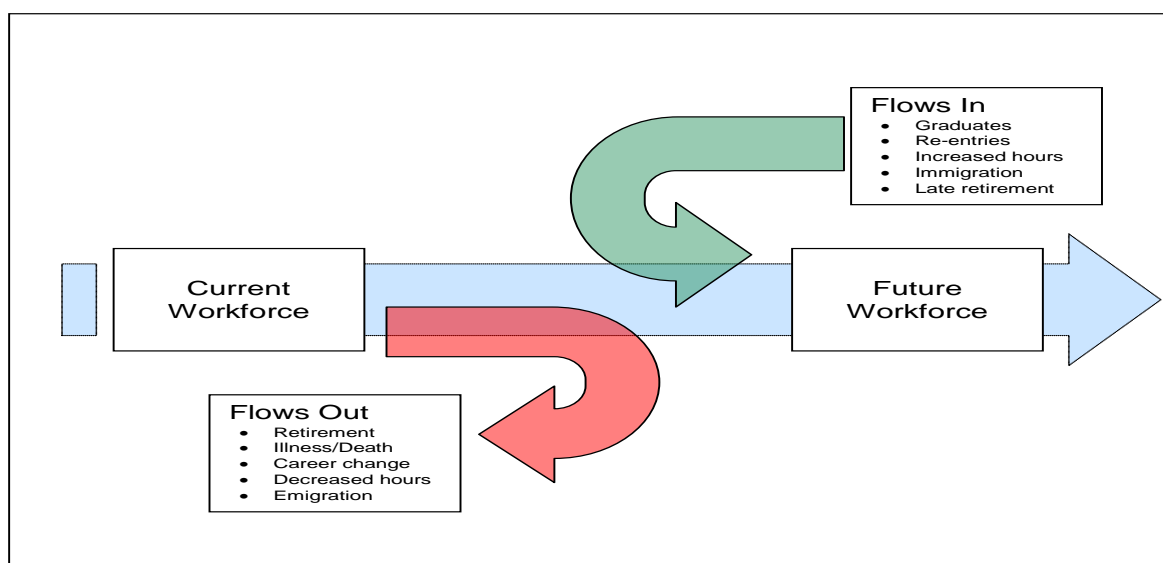 Flows In
• Graduates
• Re-entries
• Increased hours
• Immigration
• Late retirement
Current
Workforce
Future
Workforce
Flows Out
• Retirement
• Illness/Death
• Career change
• Decreased hours
• Emigration